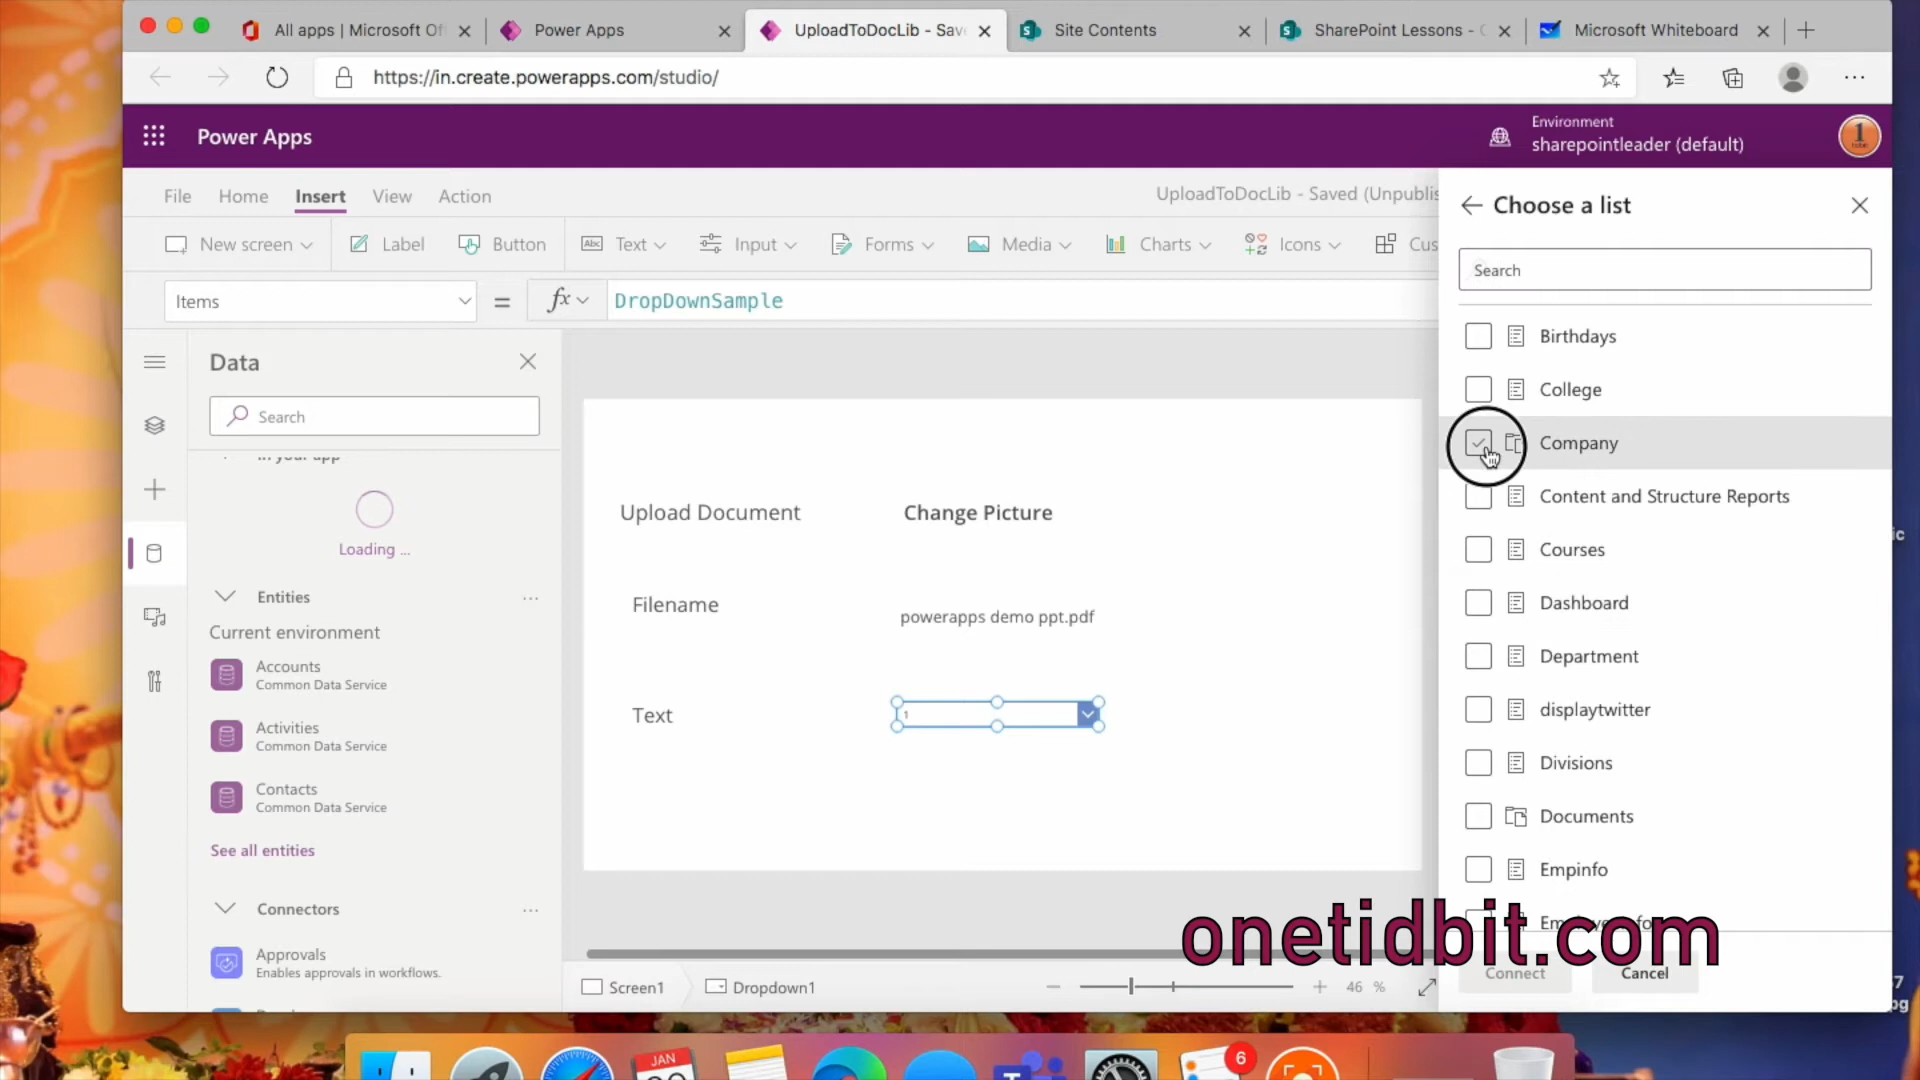 All apps | Microsoft Of
Power Apps
UploadToDocLib - Sav
Site Contents
SharePoint Lessons -
Microsoft Whiteboard
https://in.create.powerapps.com/studio/
Power Apps
Environment
sharepointleader (default)
1
File Home Insert View Action
UploadToDocLib - Saved (Unpublis
New screen Label Button Text Input Forms Media Charts Icons Cus
Items = fx DropDownSample
Data
Search
In your app
Loading ...
Entities
Current environment
Accounts
Common Data Service
Activities
Common Data Service
Contacts
Common Data Service
See all entities
Connectors
Approvals
Enables approvals in workflows.
Upload Document
Change Picture
Filename
powerapps demo ppt.pdf
Text
1
Screen1
Dropdown1
46 %
Choose a list
Search
Birthdays
College
Company
Content and Structure Reports
Courses
Dashboard
Department
displaytwitter
Divisions
Documents
Empinfo
Connect
Cancel
onetidbit.com
JAN
6